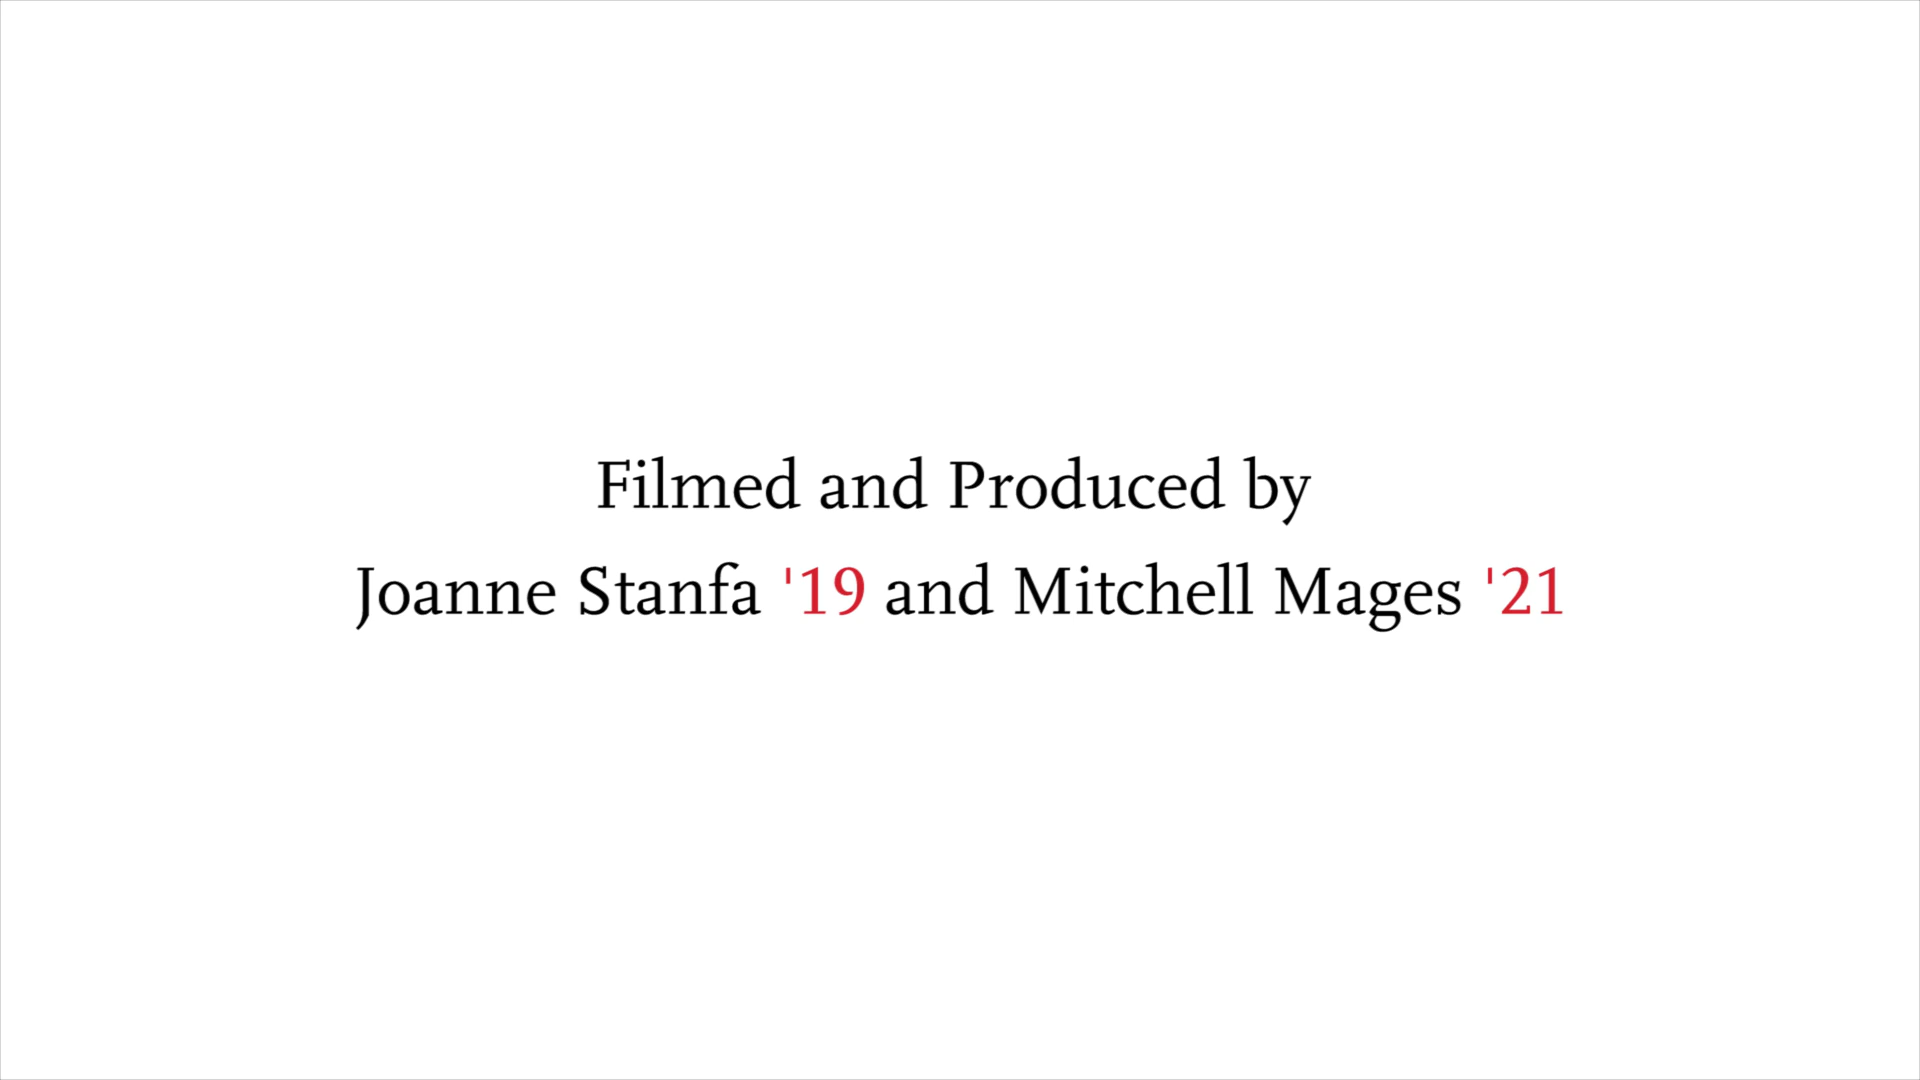 Filmed and Produced by
Joanne Stanfa '19 and Mitchell Mages '21